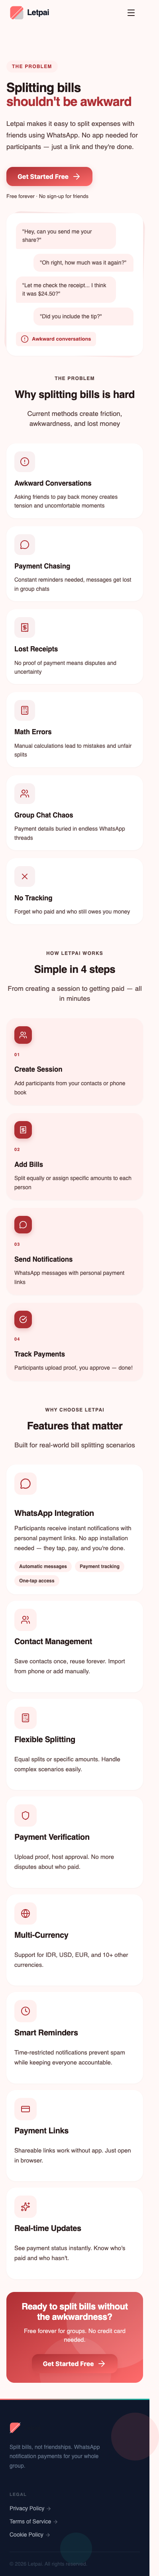 Letpai
THE PROBLEM
Splitting bills
shouldn't be awkward
Letpai makes it easy to split expenses with
friends using WhatsApp. No app needed for
participants — just a link and they're done.
Get Started Free →
Free forever · No sign-up for friends
"Hey, can you send me your
share?"
"Oh right, how much was it again?"
"Let me check the receipt... I think
it was $24.50?"
"Did you include the tip?"
Awkward conversations
THE PROBLEM
Why splitting bills is hard
Current methods create friction,
awkwardness, and lost money
Awkward Conversations
Asking friends to pay back money creates
tension and uncomfortable moments
Payment Chasing
Constant reminders needed, messages get lost
in group chats
Lost Receipts
No proof of payment means disputes and
uncertainty
Math Errors
Manual calculations lead to mistakes and unfair
splits
Group Chat Chaos
Payment details buried in endless WhatsApp
threads
No Tracking
Forget who paid and who still owes you money
HOW LETPAI WORKS
Simple in 4 steps
From creating a session to getting paid — all
in minutes
01
Create Session
Add participants from your contacts or phone
book
02
Add Bills
Split equally or assign specific amounts to each
person
03
Send Notifications
WhatsApp messages with personal payment
links
04
Track Payments
Participants upload proof, you approve — done!
WHY CHOOSE LETPAI
Features that matter
Built for real-world bill splitting scenarios
WhatsApp Integration
Participants receive instant notifications with
personal payment links. No app installation
needed — they tap, pay, and you're done.
Automatic messages
Payment tracking
One-tap access
Contact Management
Save contacts once, reuse forever. Import
from phone or add manually.
Flexible Splitting
Equal splits or specific amounts. Handle
complex scenarios easily.
Payment Verification
Upload proof, host approval. No more
disputes about who paid.
Multi-Currency
Support for IDR, USD, EUR, and 10+ other
currencies.
Smart Reminders
Time-restricted notifications prevent spam
while keeping everyone accountable.
Payment Links
Shareable links work without app. Just open
in browser.
Real-time Updates
See payment status instantly. Know who's
paid and who hasn't.
Ready to split bills without
the awkwardness?
Free forever for groups. No credit card
needed.
Get Started Free →
Split bills, not friendships. WhatsApp
notification payments for your whole
group.
LEGAL
Privacy Policy →
Terms of Service →
Cookie Policy →
Letpai. All rights reserved.